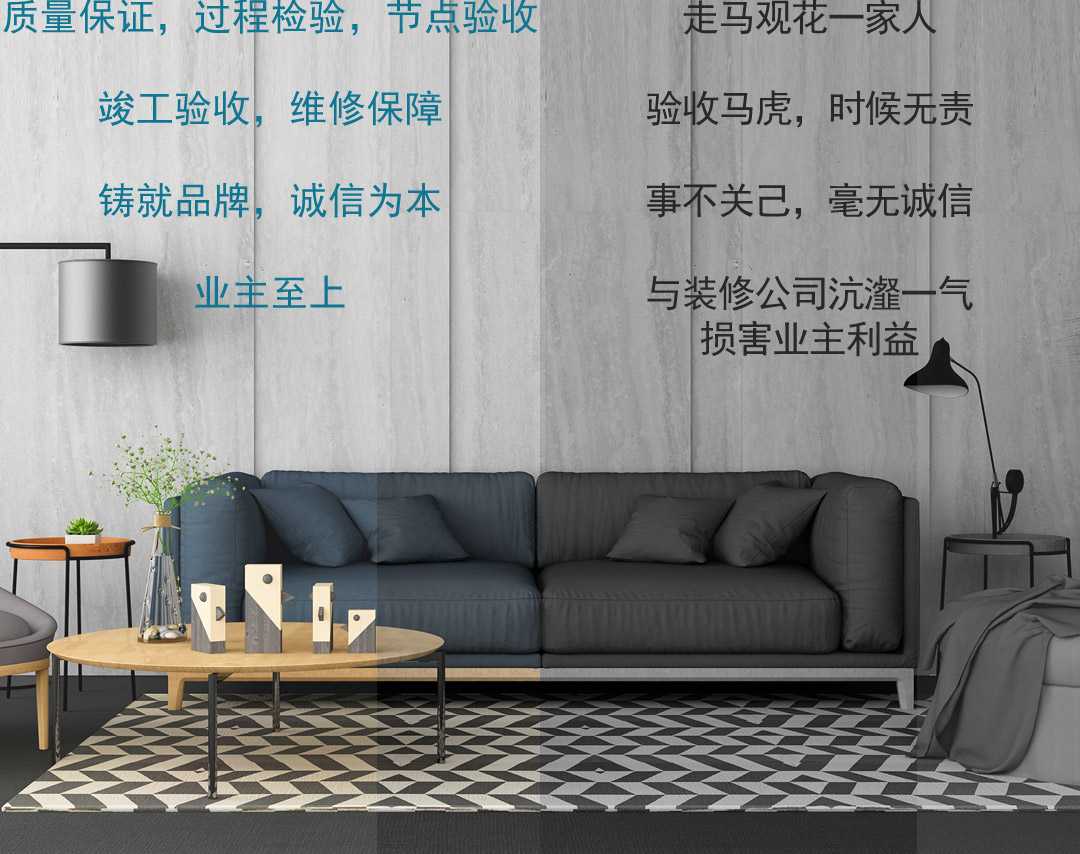 质量保证，过程检验，节点验收
竣工验收，维修保障
铸就品牌，诚信为本
业主至上
走马观花一家人
验收马虎，时候无责
事不关己，毫无诚信
与装修公司沆瀣一气
损害业主利益